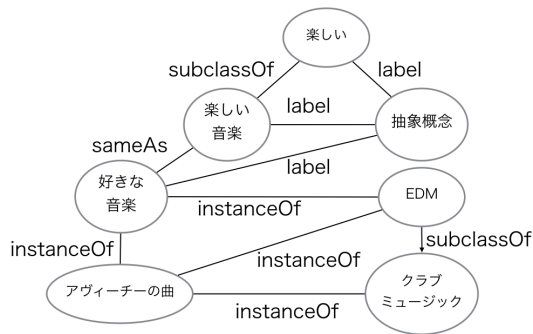 楽しい
subclassOf
label
楽しい
音楽
label
抽象概念
sameAs
label
好きな
音楽
instanceOf
EDM
instanceOf
subclassOf
instanceOf
アヴィーチーの曲
クラブ
ミュージック
instanceOf